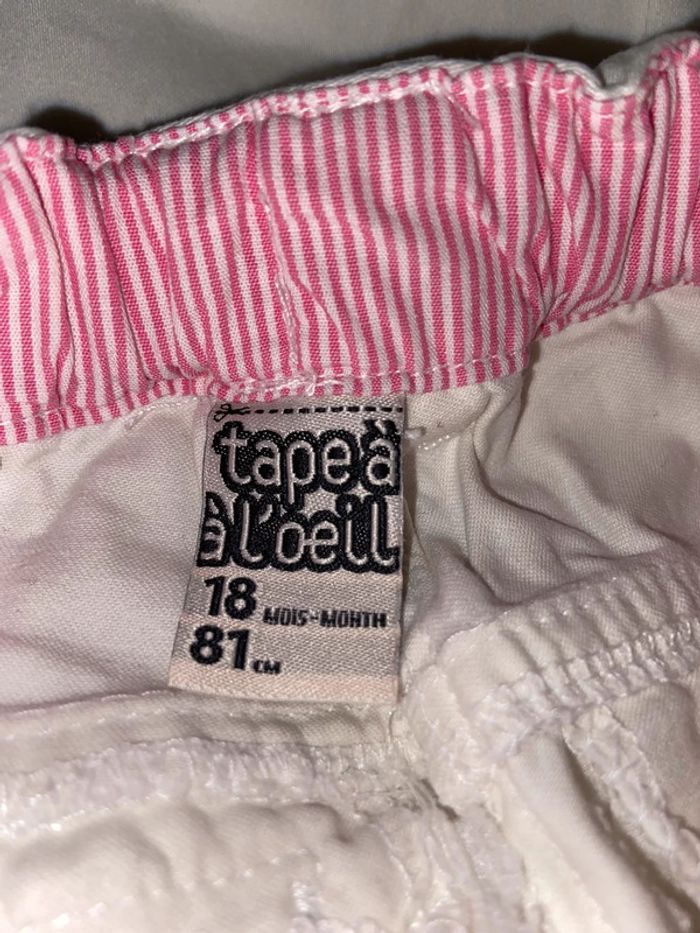 tape à
à l'oeil
18 MOIS-MONTH
81 CM